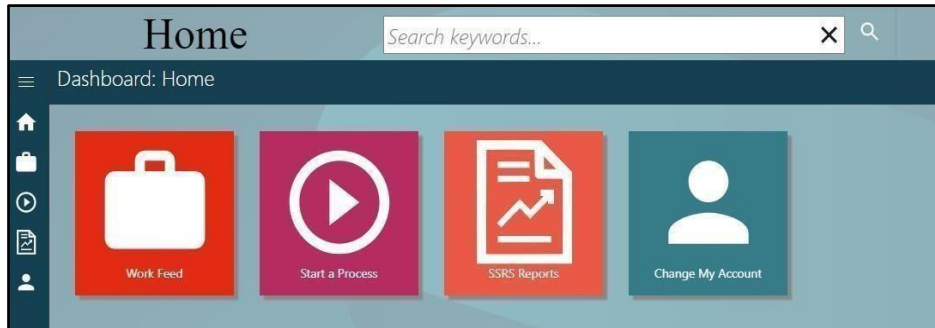 Home
Search keywords...
Dashboard: Home
Work Feed
Start a Process
SSRS Reports
Change My Account